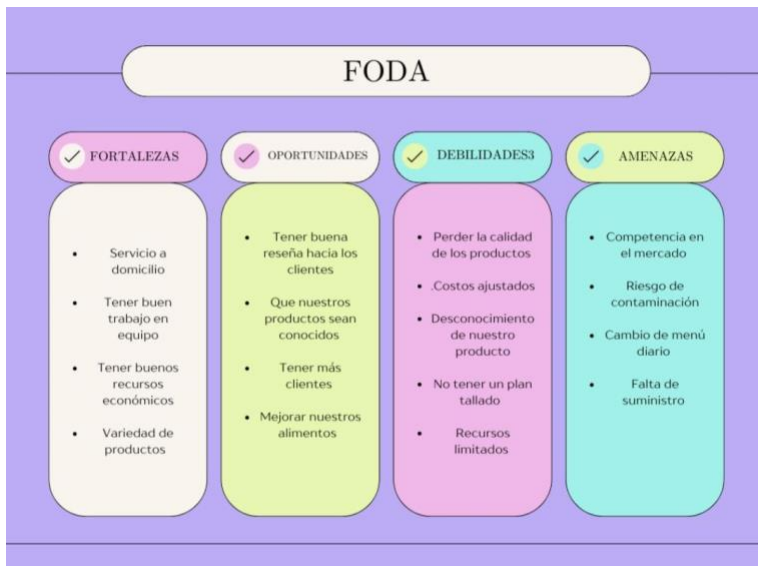 FODA
FORTALEZAS
• Servicio a
domicilio
• Tener buen
trabajo en
equipo
• Tener buenos
recursos
económicos
• Variedad de
productos
OPORTUNIDADES
• Tener buena
reseña hacia los
clientes
• Que nuestros
productos sean
conocidos
• Tener más
clientes
• Mejorar nuestros
alimentos
DEBILIDADES3
• Perder la calidad
de los productos
• .Costos ajustados
• Desconocimiento
de nuestro
producto
• No tener un plan
tallado
• Recursos
limitados
AMENAZAS
• Competencia en
el mercado
• Riesgo de
contaminación
• Cambio de menú
diario
• Falta de
suministro